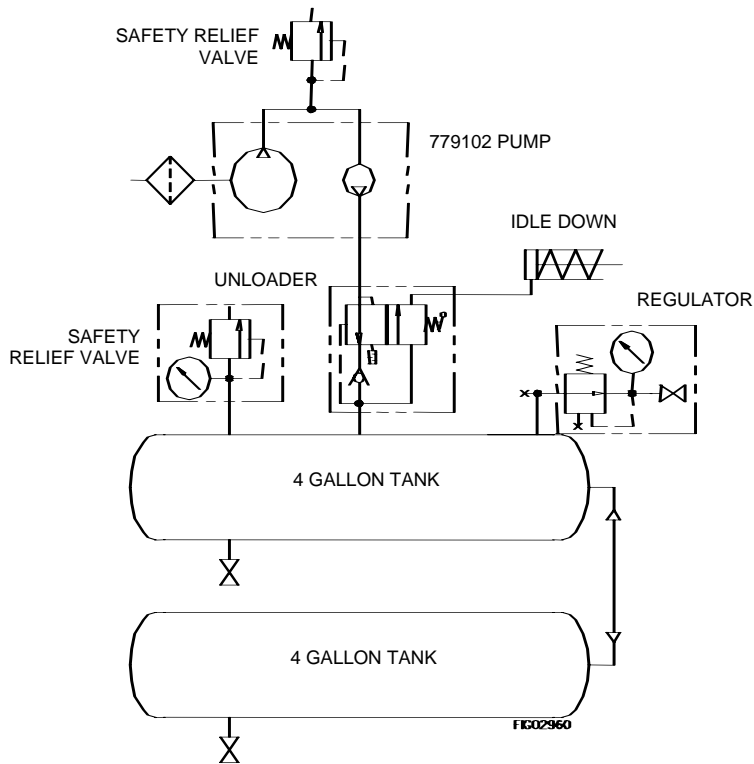 SAFETY RELIEF
VALVE
779102 PUMP
IDLE DOWN
UNLOADER
REGULATOR
SAFETY
RELIEF VALVE
4 GALLON TANK
4 GALLON TANK
FIG02960